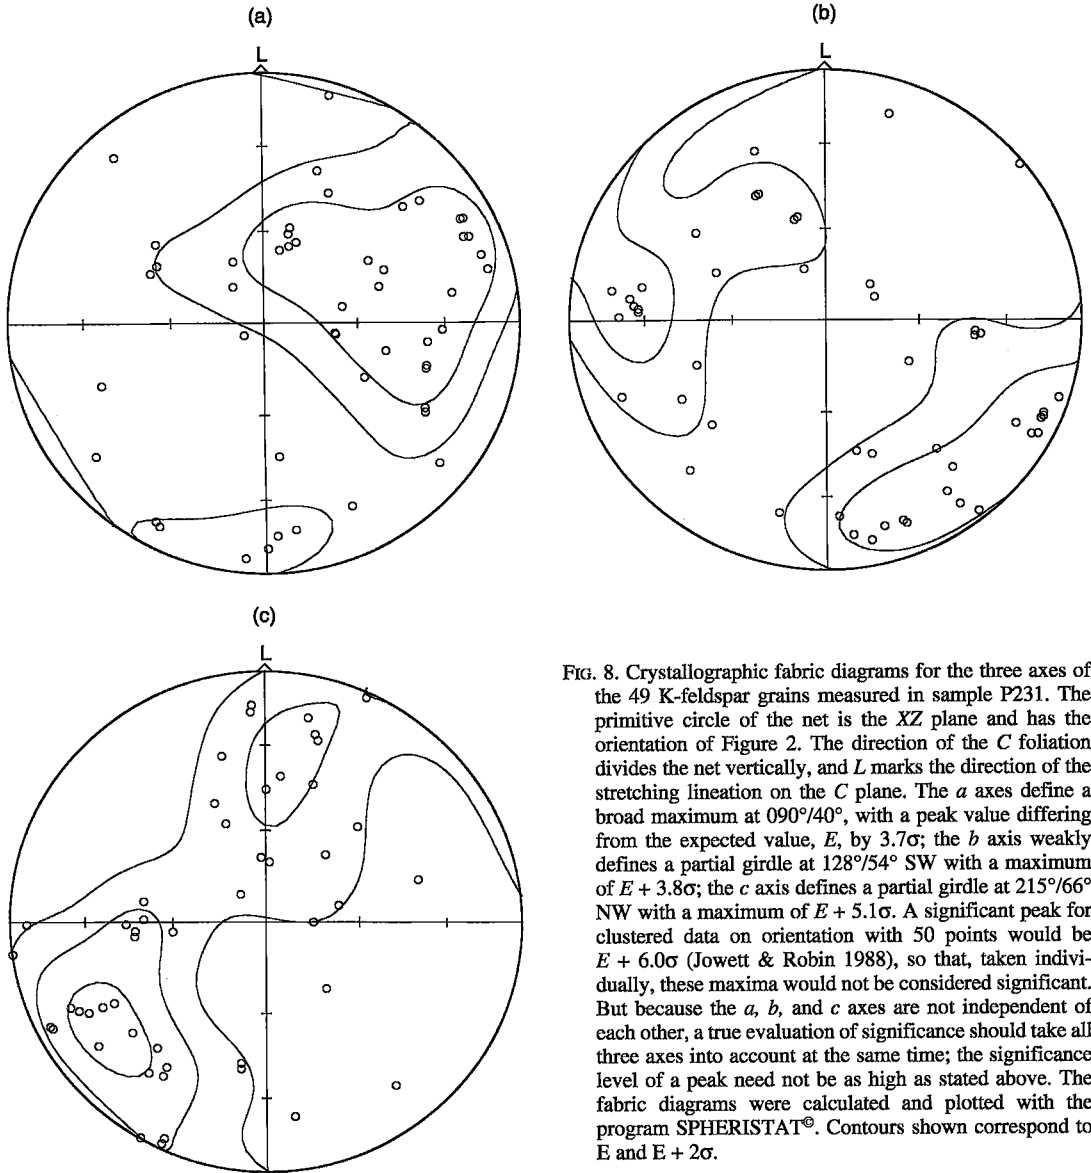 (a)
L
(b)
L
(c)
L
FIG. 8. Crystallographic fabric diagrams for the three axes of
the 49 K-feldspar grains measured in sample P231. The
primitive circle of the net is the XZ plane and has the
orientation of Figure 2. The direction of the C foliation
divides the net vertically, and L marks the direction of the
stretching lineation on the C plane. The a axes define a
broad maximum at 090°/40°, with a peak value differing
from the expected value, E, by 3.7σ; the b axis weakly
defines a partial girdle at 128°/54° SW with a maximum
of E + 3.8σ; the c axis defines a partial girdle at 215°/66°
NW with a maximum of E + 5.1σ. A significant peak for
clustered data on orientation with 50 points would be
E + 6.0σ (Jowett & Robin 1988), so that, taken indivi-
dually, these maxima would not be considered significant.
But because the a, b, and c axes are not independent of
each other, a true evaluation of significance should take all
three axes into account at the same time; the significance
level of a peak need not be as high as stated above. The
fabric diagrams were calculated and plotted with the
program SPHERISTAT©. Contours shown correspond to
E and E + 2σ.